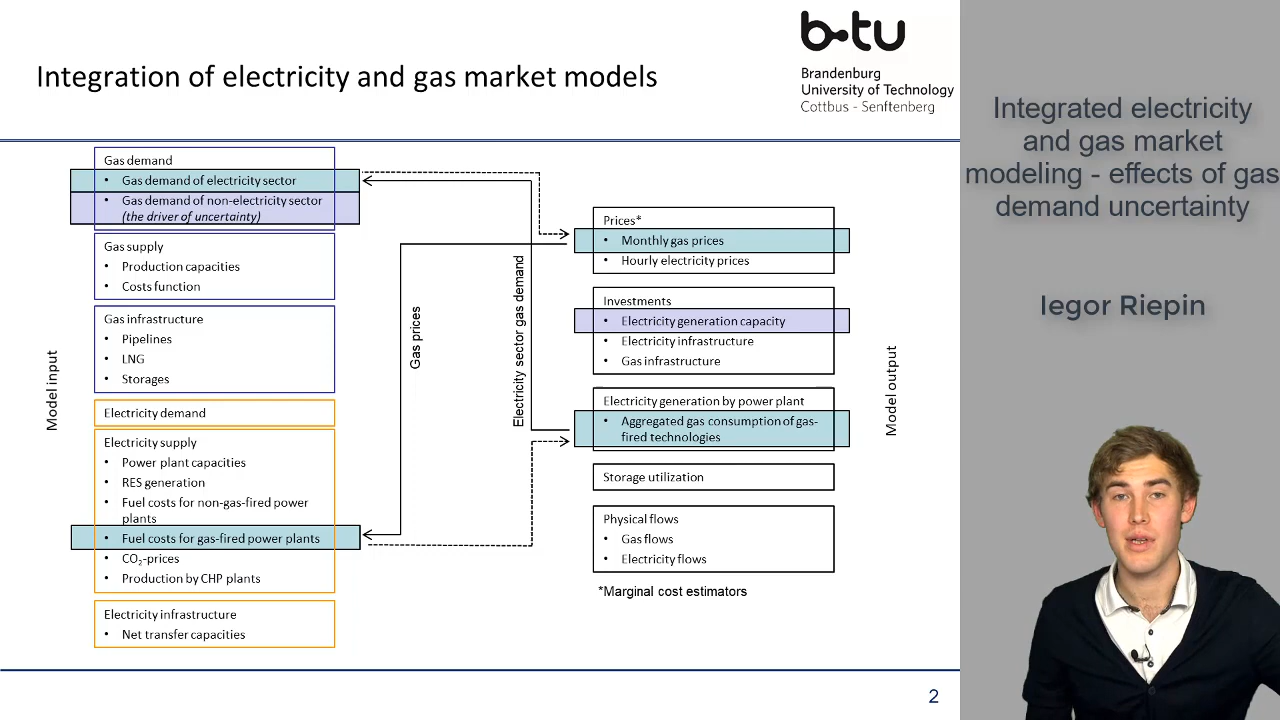 Integration of electricity and gas market models
b-tu
Brandenburg
University of Technology
Cottbus - Senftenberg
Model input
Gas demand
• Gas demand of electricity sector
• Gas demand of non-electricity sector
(the driver of uncertainty)
Gas supply
• Production capacities
• Costs function
Gas infrastructure
• Pipelines
• LNG
• Storages
Electricity demand
Electricity supply
• Power plant capacities
• RES generation
• Fuel costs for non-gas-fired power
plants
• Fuel costs for gas-fired power plants
• CO₂-prices
• Production by CHP plants
Electricity infrastructure
• Net transfer capacities
Gas prices
Electricity sector gas demand
Prices*
• Monthly gas prices
• Hourly electricity prices
Investments
• Electricity generation capacity
• Electricity infrastructure
• Gas infrastructure
Electricity generation by power plant
• Aggregated gas consumption of gas-
fired technologies
Storage utilization
Physical flows
• Gas flows
• Electricity flows
*Marginal cost estimators
Model output
2
Integrated electricity
and gas market
modeling - effects of gas
demand uncertainty
Iegor Riepin